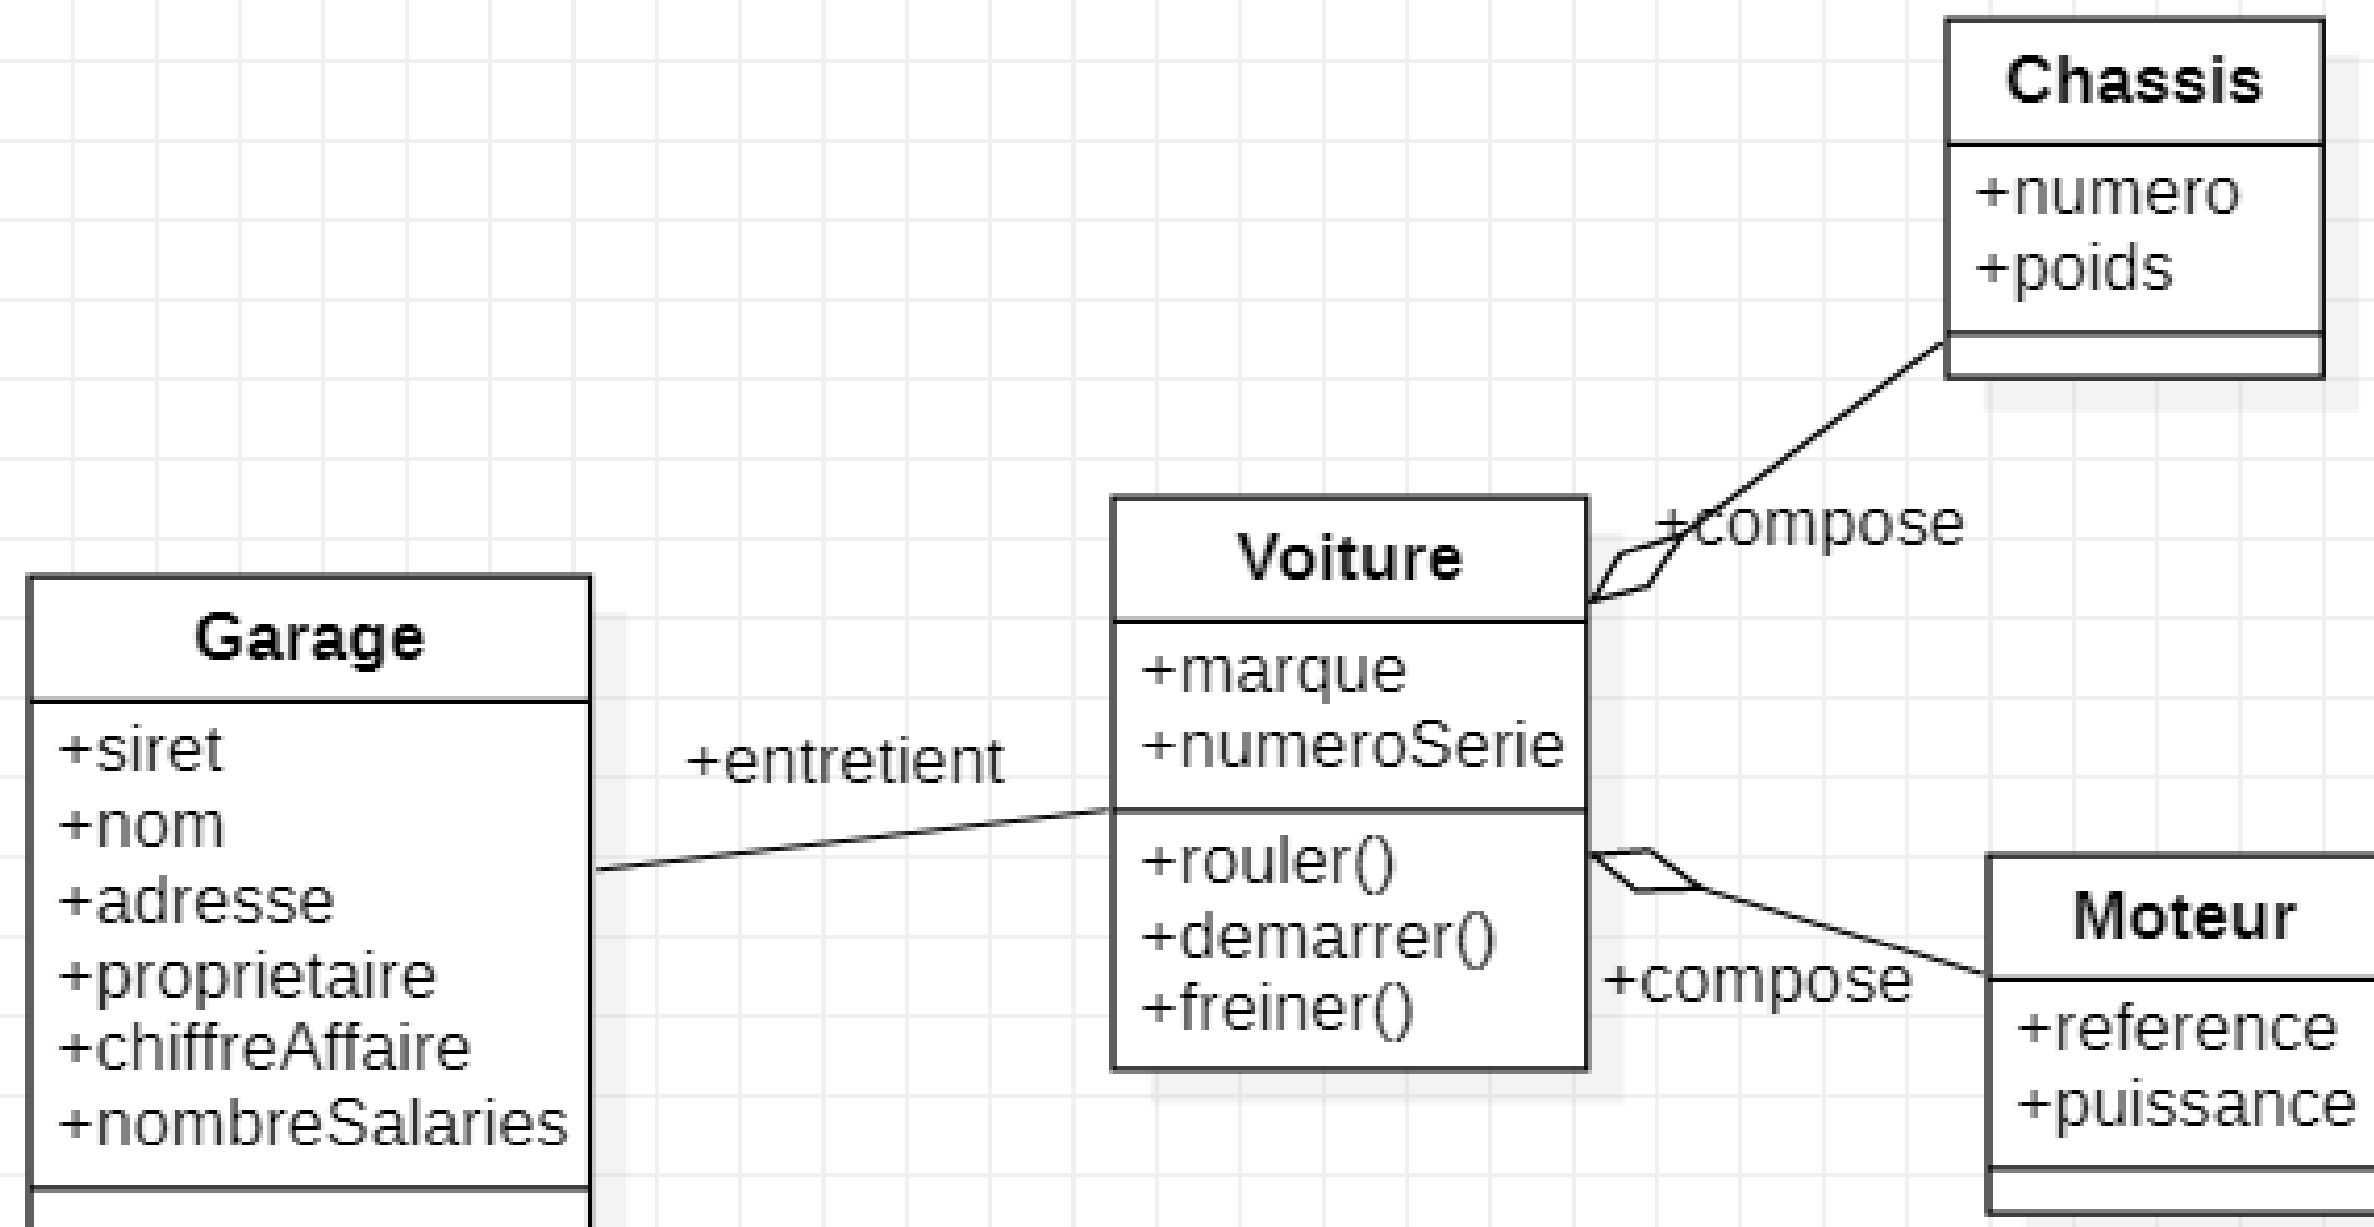 Chassis
+numero
+poids
+compose
Voiture
+marque
+numeroSerie
+rouler()
+demarrer()
+freiner()
Garage
+siret
+nom
+adresse
+proprietaire
+chiffreAffaire
+nombreSalaries
+entretient
+compose
Moteur
+reference
+puissance